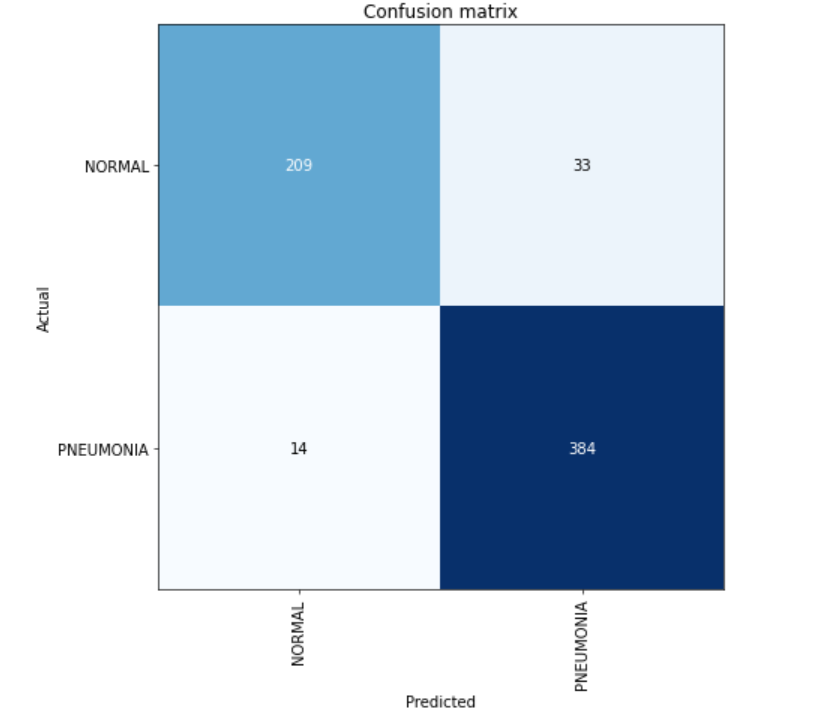 Confusion matrix
NORMAL
209
33
Actual
PNEUMONIA
14
384
NORMAL
PNEUMONIA
Predicted